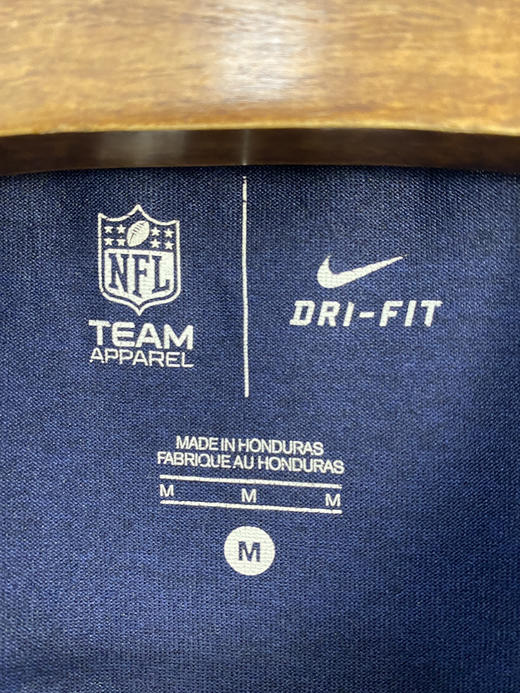 NFL
TEAM
APPAREL
DRI-FIT
MADE IN HONDURAS
FABRIQUE AU HONDURAS
M M M
M